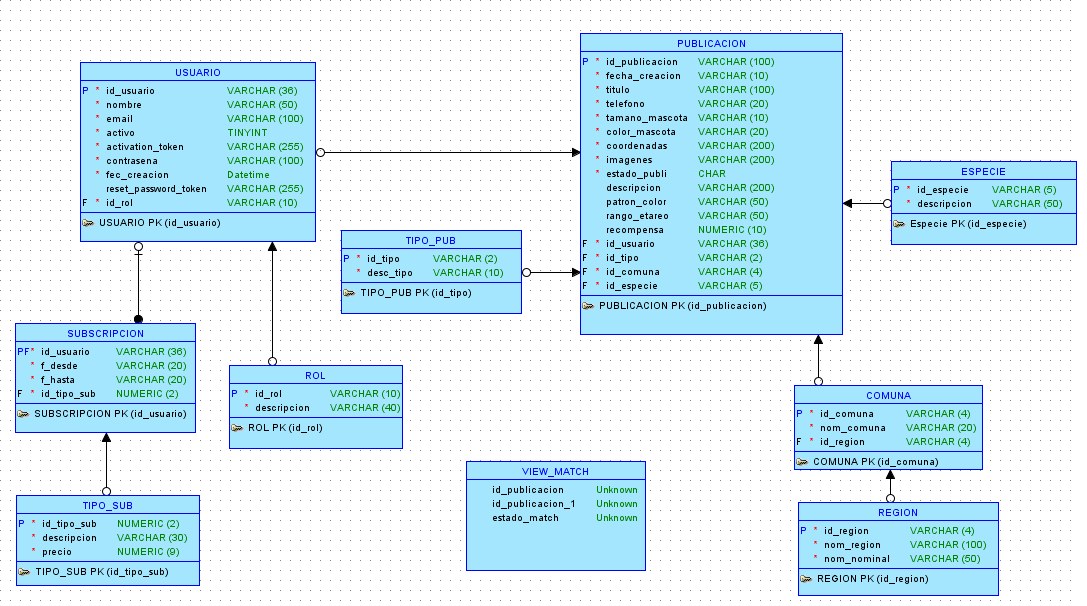 USUARIO
P * id_usuario VARCHAR (36)
* nombre VARCHAR (50)
* email VARCHAR (100)
* activo TINYINT
* activation_token VARCHAR (255)
* contrasena VARCHAR (100)
* fec_creacion Datetime
reset_password_token VARCHAR (255)
F * id_rol VARCHAR (10)
USUARIO PK (id_usuario)
PUBLICACION
P * id_publicacion VARCHAR (100)
* fecha_creacion VARCHAR (10)
* titulo VARCHAR (100)
* telefono VARCHAR (20)
* tamano_mascota VARCHAR (10)
* color_mascota VARCHAR (20)
* coordenadas VARCHAR (200)
* imagenes VARCHAR (200)
* estado_publi CHAR
descripcion VARCHAR (200)
patron_color VARCHAR (50)
rango_etareo VARCHAR (50)
recompensa NUMERIC (10)
F * id_usuario VARCHAR (36)
F * id_tipo VARCHAR (2)
F * id_comuna VARCHAR (4)
F * id_especie VARCHAR (5)
PUBLICACION PK (id_publicacion)
ESPECIE
P * id_especie VARCHAR (5)
* descripcion VARCHAR (50)
Especie PK (id_especie)
TIPO_PUB
P * id_tipo VARCHAR (2)
* desc_tipo VARCHAR (10)
TIPO_PUB PK (id_tipo)
SUBSCRIPCION
PF* id_usuario VARCHAR (36)
* f_desde VARCHAR (20)
* f_hasta VARCHAR (20)
F * id_tipo_sub NUMERIC (2)
SUBSCRIPCION PK (id_usuario)
ROL
P * id_rol VARCHAR (10)
* descripcion VARCHAR (40)
ROL PK (id_rol)
COMUNA
P * id_comuna VARCHAR (4)
* nom_comuna VARCHAR (20)
F * id_region VARCHAR (4)
COMUNA PK (id_comuna)
VIEW_MATCH
id_publicacion Unknown
id_publicacion_1 Unknown
estado_match Unknown
TIPO_SUB
P * id_tipo_sub NUMERIC (2)
* descripcion VARCHAR (30)
* precio NUMERIC (9)
TIPO_SUB PK (id_tipo_sub)
REGION
P * id_region VARCHAR (4)
* nom_region VARCHAR (100)
* nom_nominal VARCHAR (50)
REGION PK (id_region)